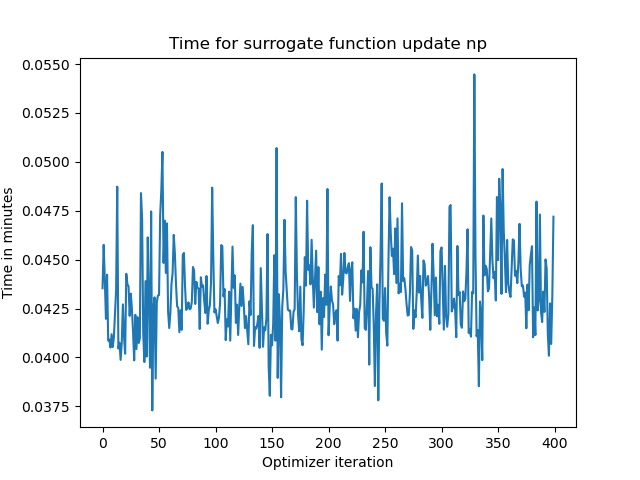 Time for surrogate function update np
Time in minutes
0.0550
0.0525
0.0500
0.0475
0.0450
0.0425
0.0400
0.0375
0 50 100 150 200 250 300 350 400
Optimizer iteration